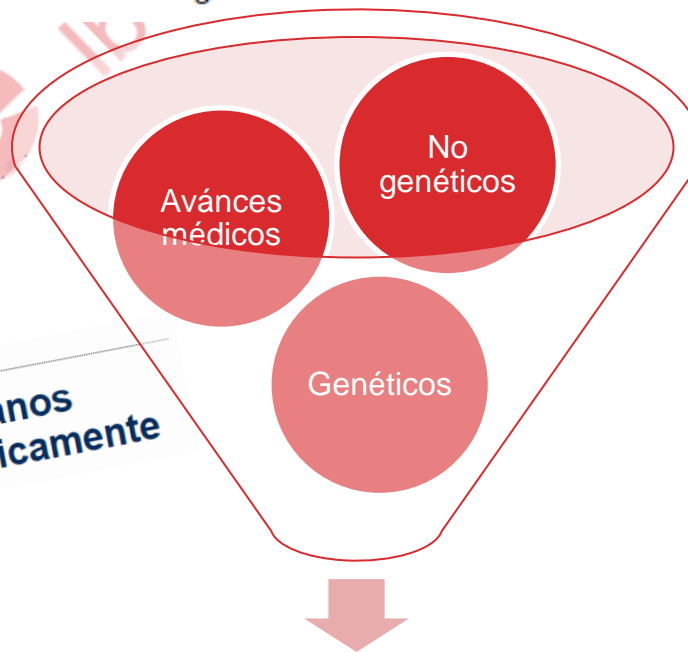 No
genéticos
Avánces
médicos
Genéticos
anos
icamente